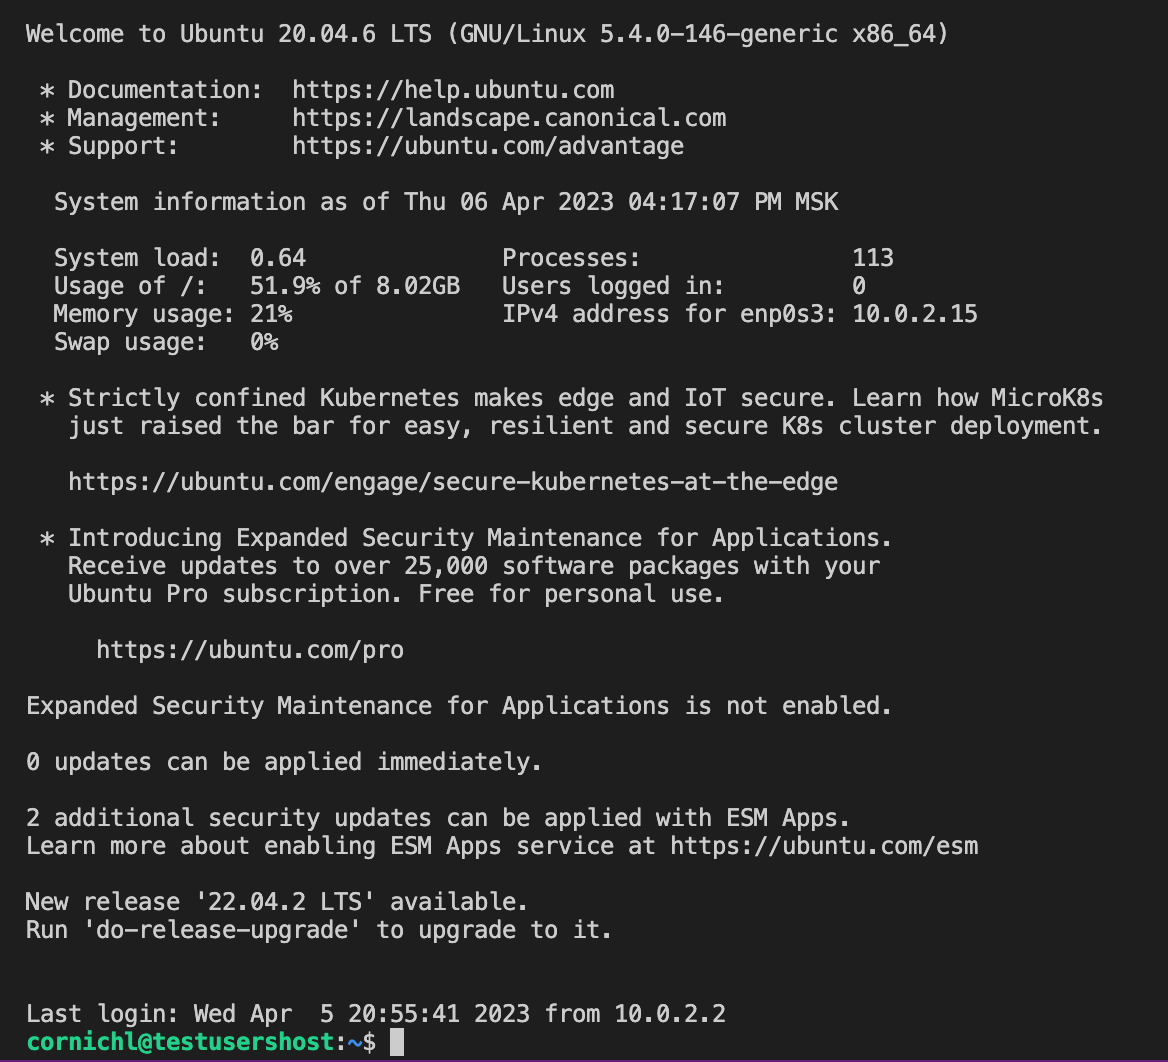 Welcome to Ubuntu 20.04.6 LTS (GNU/Linux 5.4.0-146-generic x86_64)
* Documentation:  https://help.ubuntu.com
* Management:     https://landscape.canonical.com
* Support:        https://ubuntu.com/advantage
System information as of Thu 06 Apr 2023 04:17:07 PM MSK
System load:  0.64              Processes:               113
Usage of /:   51.9% of 8.02GB   Users logged in:         0
Memory usage: 21%               IPv4 address for enp0s3: 10.0.2.15
Swap usage:   0%
* Strictly confined Kubernetes makes edge and IoT secure. Learn how MicroK8s
just raised the bar for easy, resilient and secure K8s cluster deployment.
https://ubuntu.com/engage/secure-kubernetes-at-the-edge
* Introducing Expanded Security Maintenance for Applications.
Receive updates to over 25,000 software packages with your
Ubuntu Pro subscription. Free for personal use.
https://ubuntu.com/pro
Expanded Security Maintenance for Applications is not enabled.
0 updates can be applied immediately.
2 additional security updates can be applied with ESM Apps.
Learn more about enabling ESM Apps service at https://ubuntu.com/esm
New release '22.04.2 LTS' available.
Run 'do-release-upgrade' to upgrade to it.
Last login: Wed Apr  5 20:55:41 2023 from 10.0.2.2
cornichl@testusershost:~$